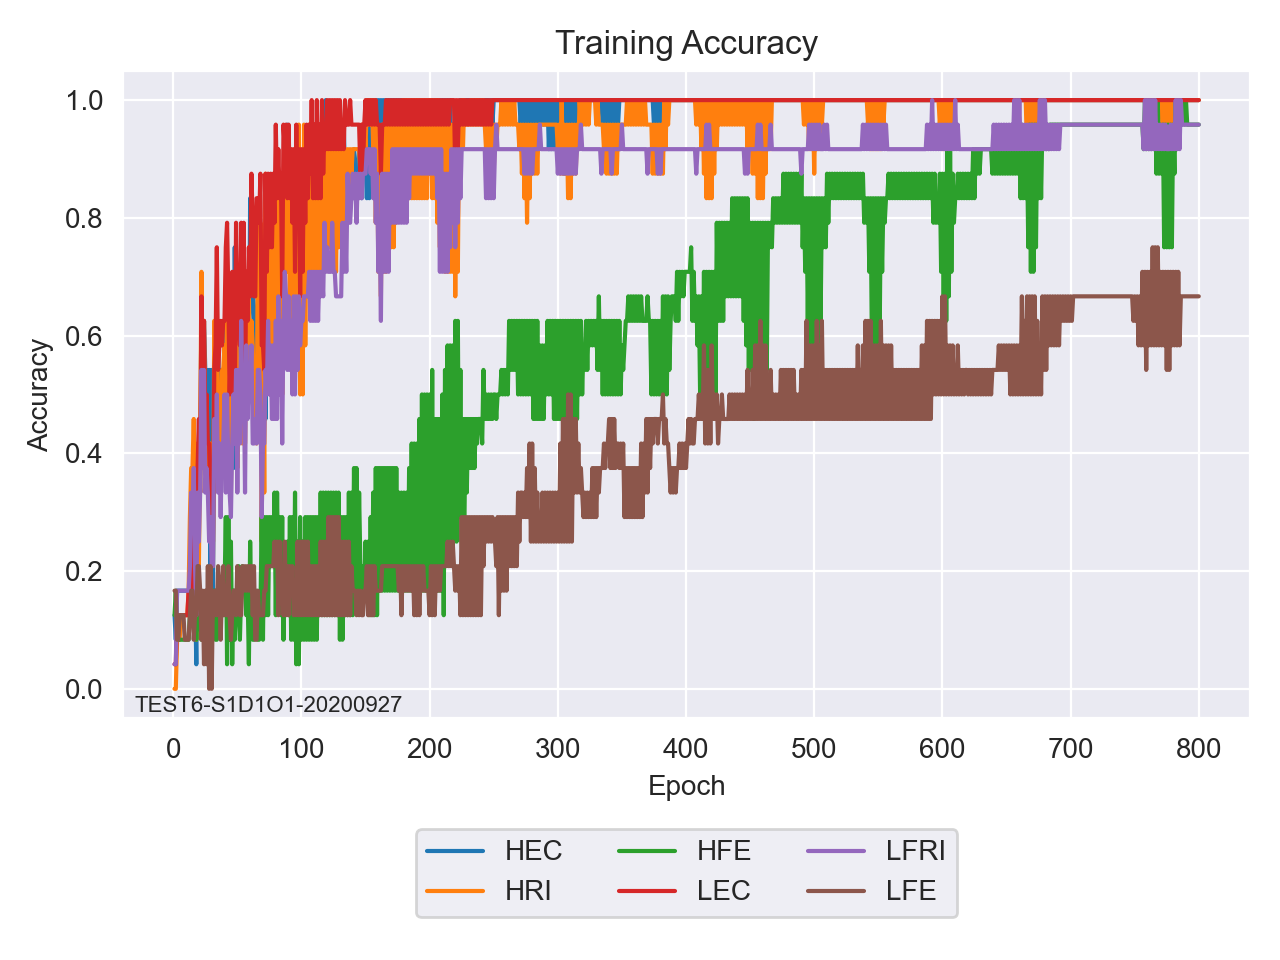 Training Accuracy
Accuracy
1.0
0.8
0.6
0.4
0.2
0.0
TEST6-S1D1O1-20200927
0 100 200 300 400 500 600 700 800
Epoch
HEC HFE LFRI
HRI LEC LFE